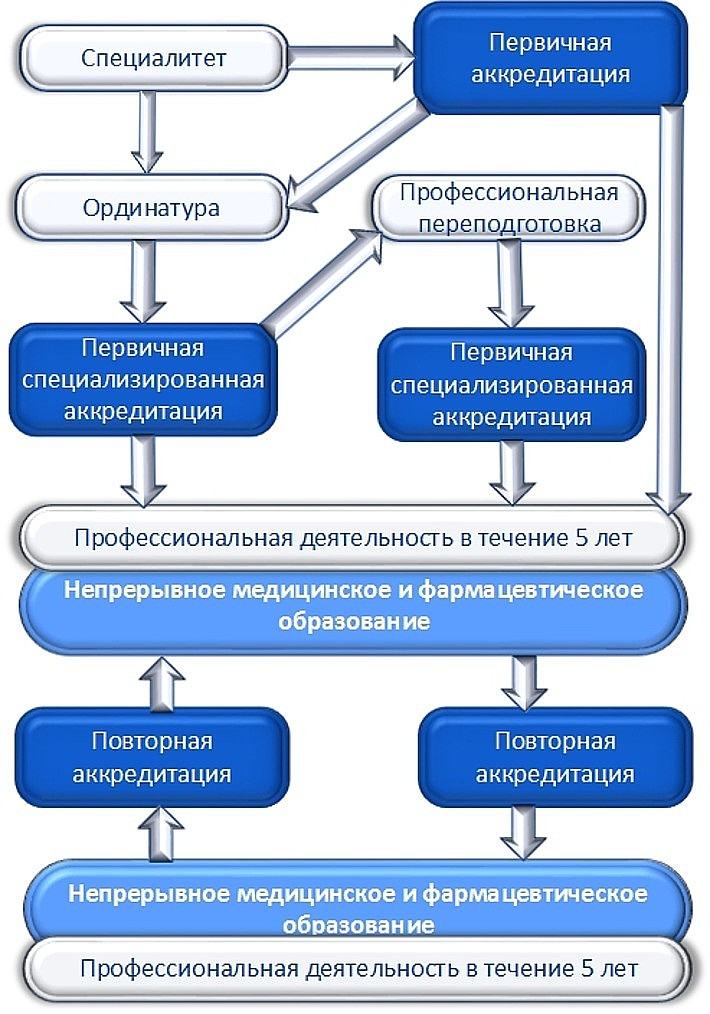 Специалитет
Первичная
аккредитация
Ординатура
Профессиональная
переподготовка
Первичная
специализированная
аккредитация
Первичная
специализированная
аккредитация
Профессиональная деятельность в течение 5 лет
Непрерывное медицинское и фармацевтическое
образование
Повторная
аккредитация
Повторная
аккредитация
Непрерывное медицинское и фармацевтическое
образование
Профессиональная деятельность в течение 5 лет